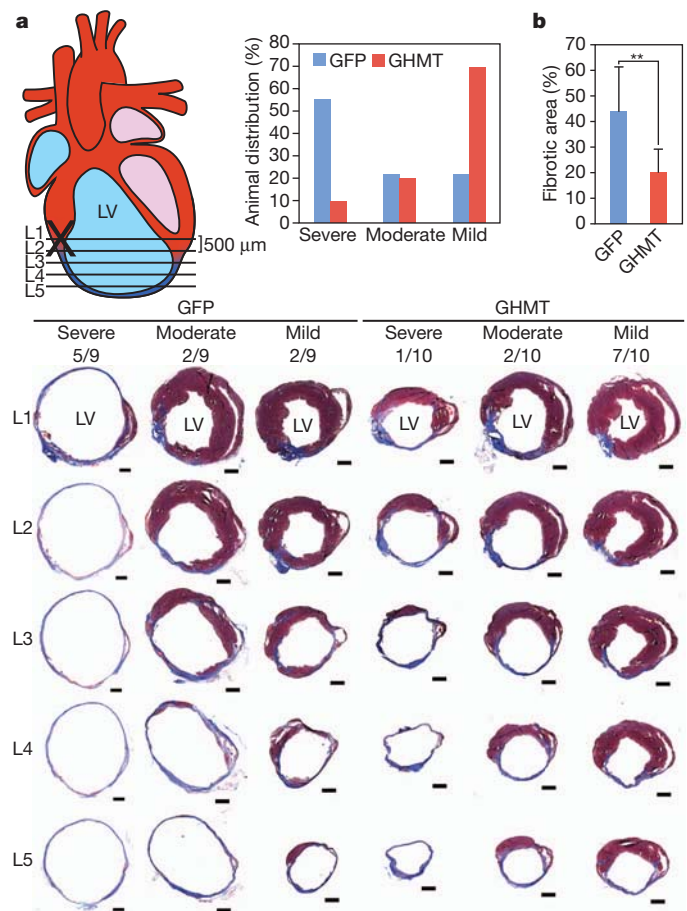 a
LV
L1
L2
L3
L4
L5
500 µm
Animal distribution (%)
80
70
60
50
40
30
20
10
0
GFP GHMT
Severe Moderate Mild
b
Fibrotic area (%)
70
60
50
40
30
20
10
0
**
GFP
GHMT
GFP GHMT
Severe Moderate Mild Severe Moderate Mild
5/9 2/9 2/9 1/10 2/10 7/10
L1 LV LV LV LV LV LV
L2
L3
L4
L5